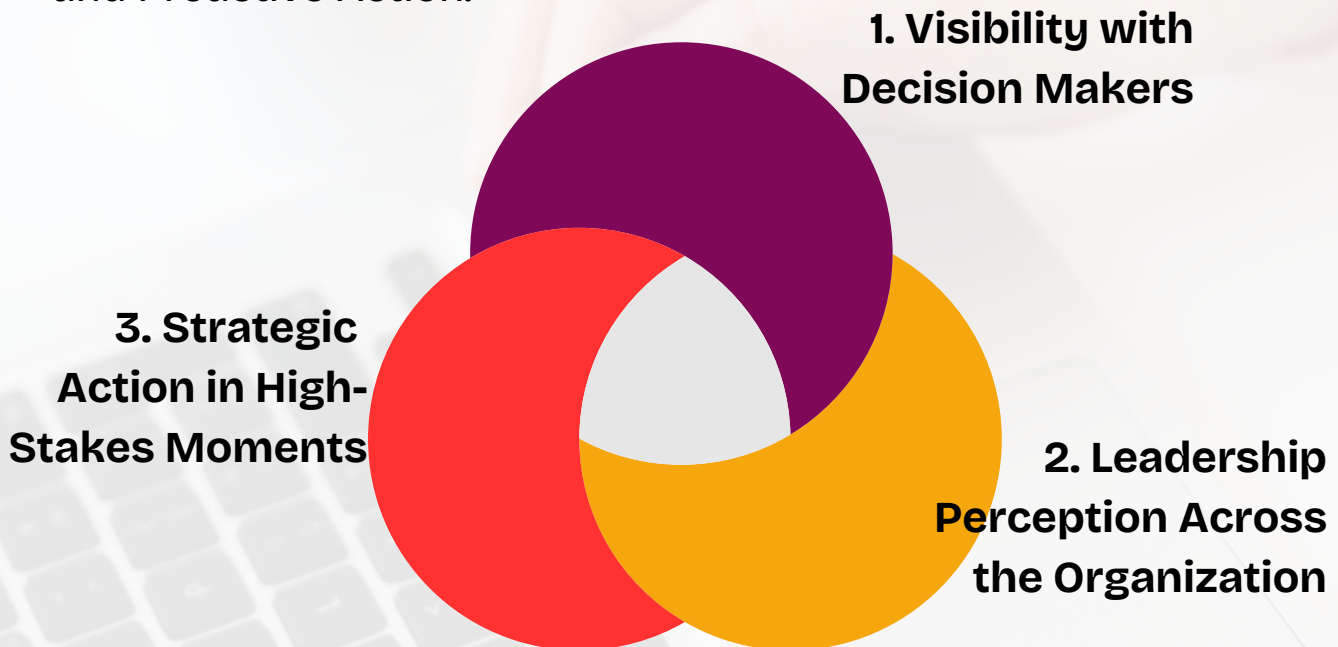 1. Visibility with
Decision Makers
3. Strategic
Action in High-
Stakes Moments
2. Leadership
Perception Across
the Organization